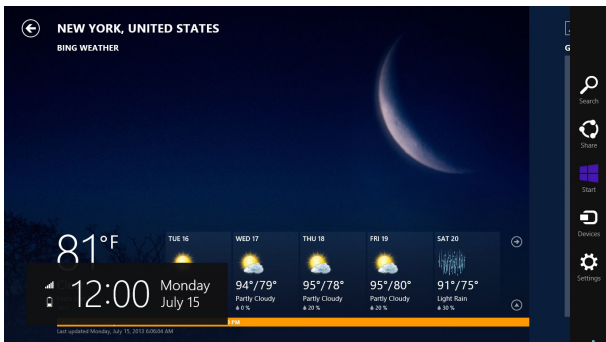 NEW YORK, UNITED STATES
BING WEATHER
Search
Share
Start
Devices
Settings
81°F
TUE 16
WED 17
94°/79°
Partly Cloudy
0 %
THU 18
95°/78°
Partly Cloudy
20 %
FRI 19
95°/80°
Partly Cloudy
20 %
SAT 20
91°/75°
Light Rain
30 %
12:00
Monday
July 15
PM
Last updated Monday, July 15, 2013 6:06:04 AM